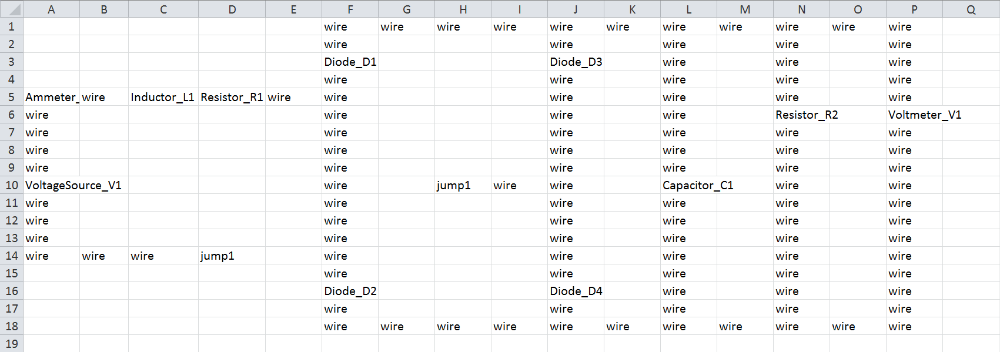 A B C D E F G H I J K L M N O P Q
1 wire wire wire wire wire wire wire wire wire wire wire
2 wire wire wire wire wire
3 Diode_D1 Diode_D3 wire wire wire
4 wire wire wire wire wire
5 Ammeter_ wire Inductor_L1 Resistor_R1 wire wire wire wire wire wire
6 wire wire wire wire Resistor_R2 Voltmeter_V1
7 wire wire wire wire wire wire
8 wire wire wire wire wire wire
9 wire wire wire wire wire wire
10 VoltageSource_V1 wire jump1 wire wire Capacitor_C1 wire wire
11 wire wire wire wire wire wire
12 wire wire wire wire wire wire
13 wire wire wire wire wire wire
14 wire wire wire jump1 wire wire wire wire wire
15 wire wire wire wire wire
16 Diode_D2 Diode_D4 wire wire wire
17 wire wire wire wire wire
18 wire wire wire wire wire wire wire wire wire wire wire
19